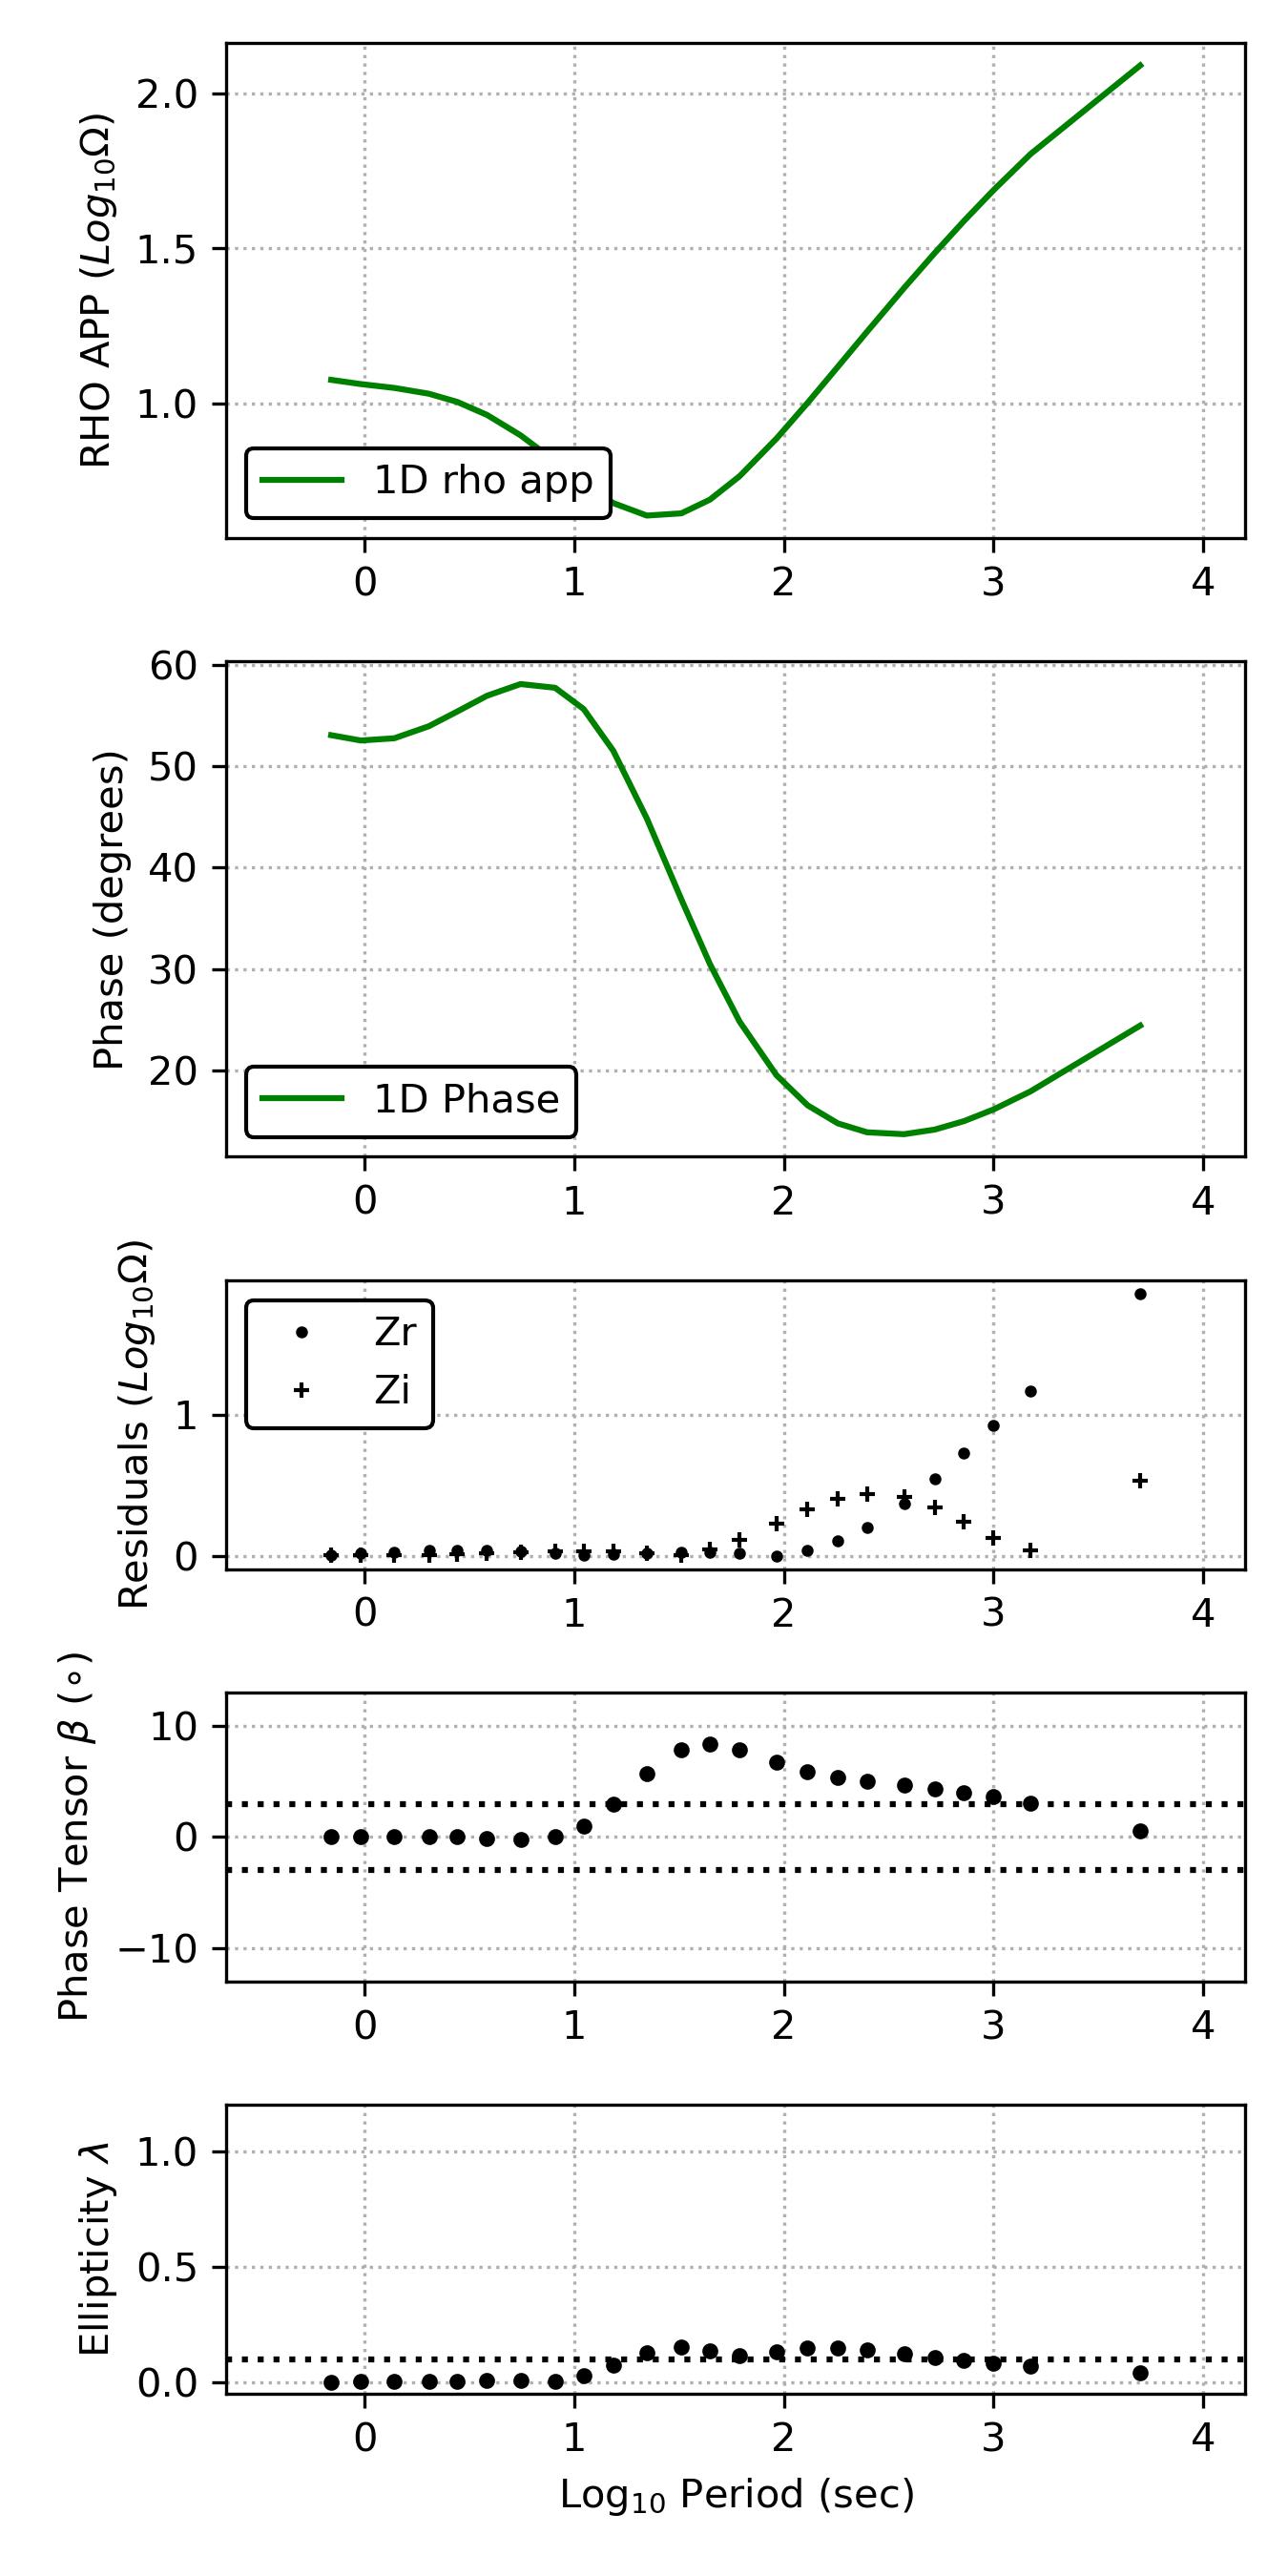 RHO APP (Log₁₀Ω)
2.0
1.5
1.0
1D rho app
0 1 2 3 4
Phase (degrees)
60
50
40
30
20
1D Phase
0 1 2 3 4
Residuals (Log₁₀Ω)
1
0
Zr
Zi
0 1 2 3 4
Phase Tensor β (∘)
10
0
−10
0 1 2 3 4
Ellipticity λ
1.0
0.5
0.0
0 1 2 3 4
Log₁₀ Period (sec)